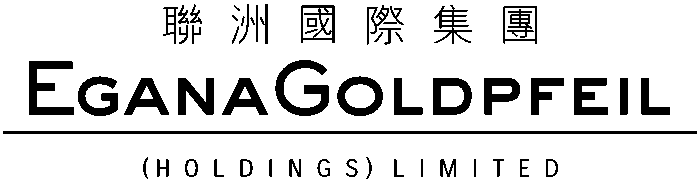 聯洲國際集團
EGANAGOLDPFEIL
(HOLDINGS) LIMITED